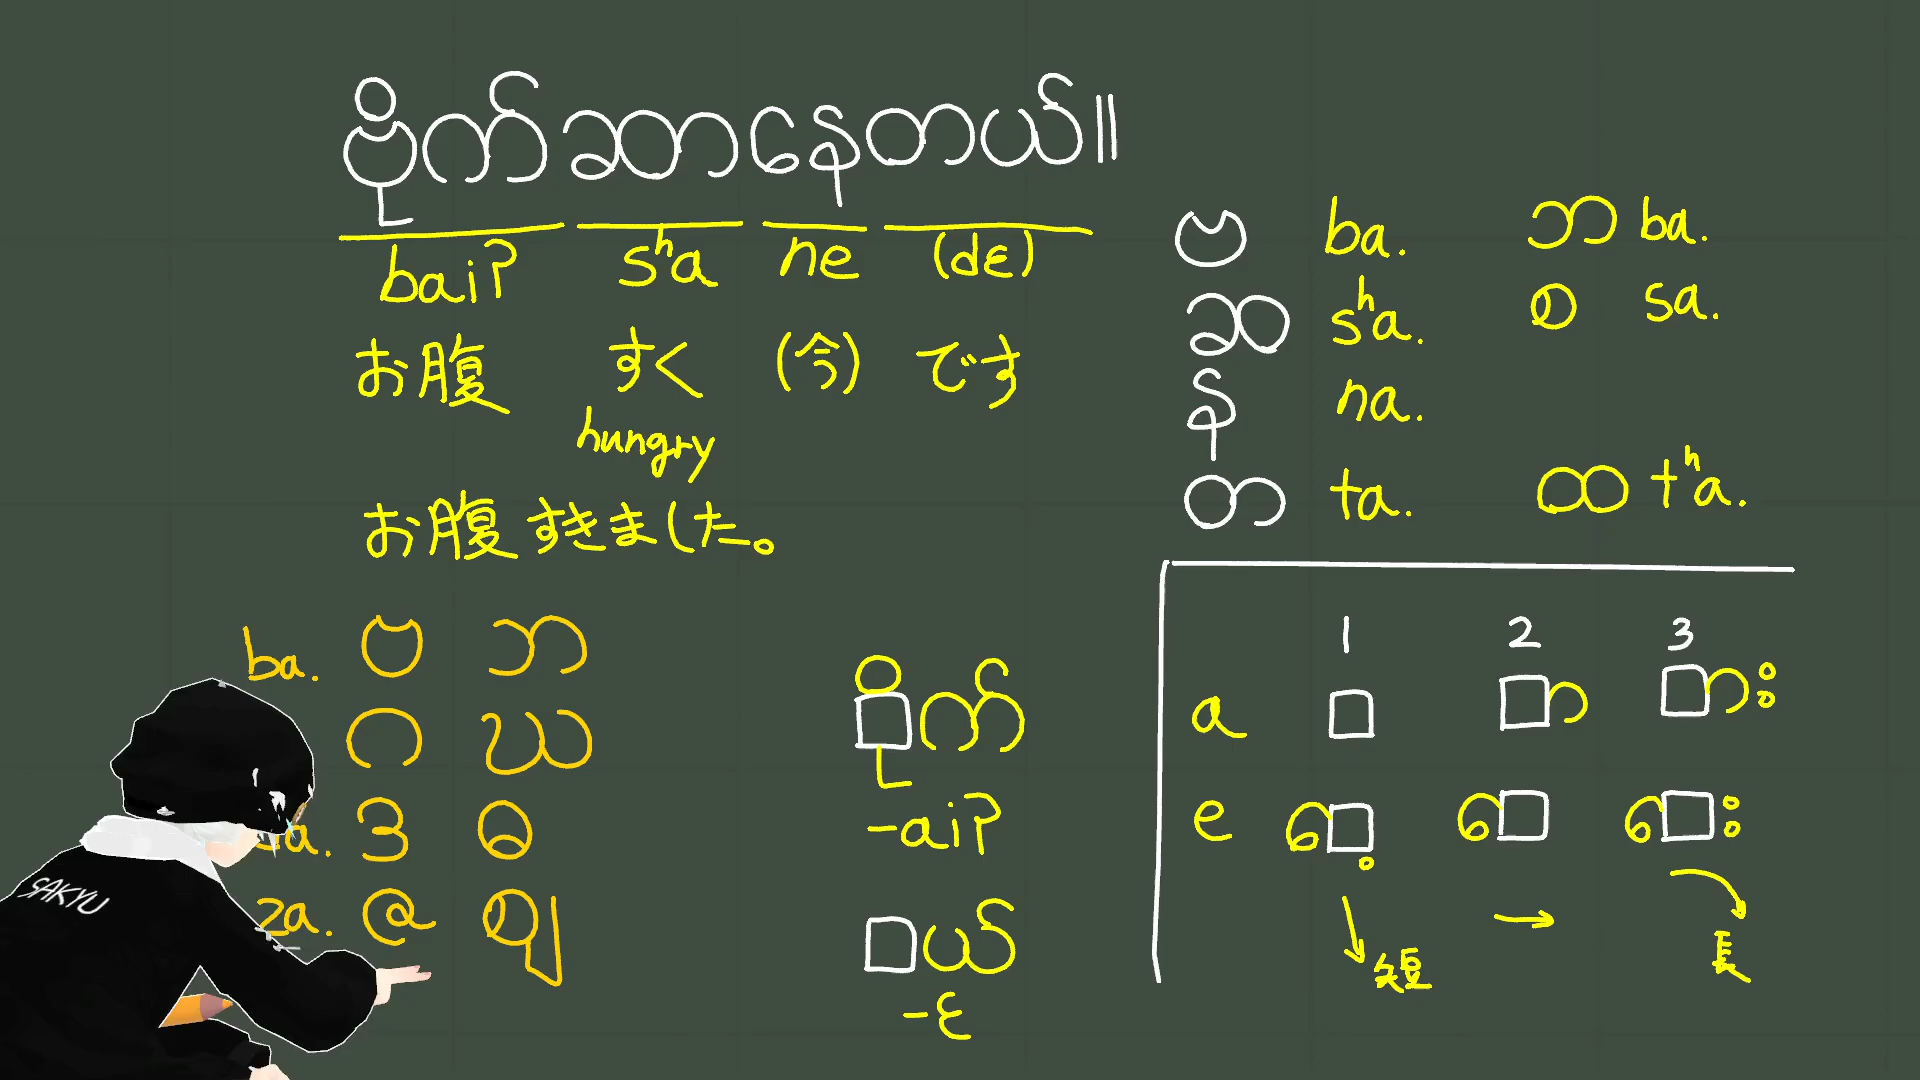 ဗိုက်ဆာနေတယ်။
baiʔ sʰa ne (dɛ)
お腹 すく (今) です
hungry
お腹すきました。
ဗ ba. ဘ ba.
ဆ sʰa. စ sa.
န na.
တ ta. ထ tʰa.
ba. ဗ ဘ
ဂ ဃ
a. ဒ ဓ
za. ဇ ဈ
□ိုက်
-aiʔ
□ယ်
-ɛ
1 2 3
a □ □ာ □ား
e ေ□့ ေ□ ေ□း
↘ → ↘
短 長
SAKYU